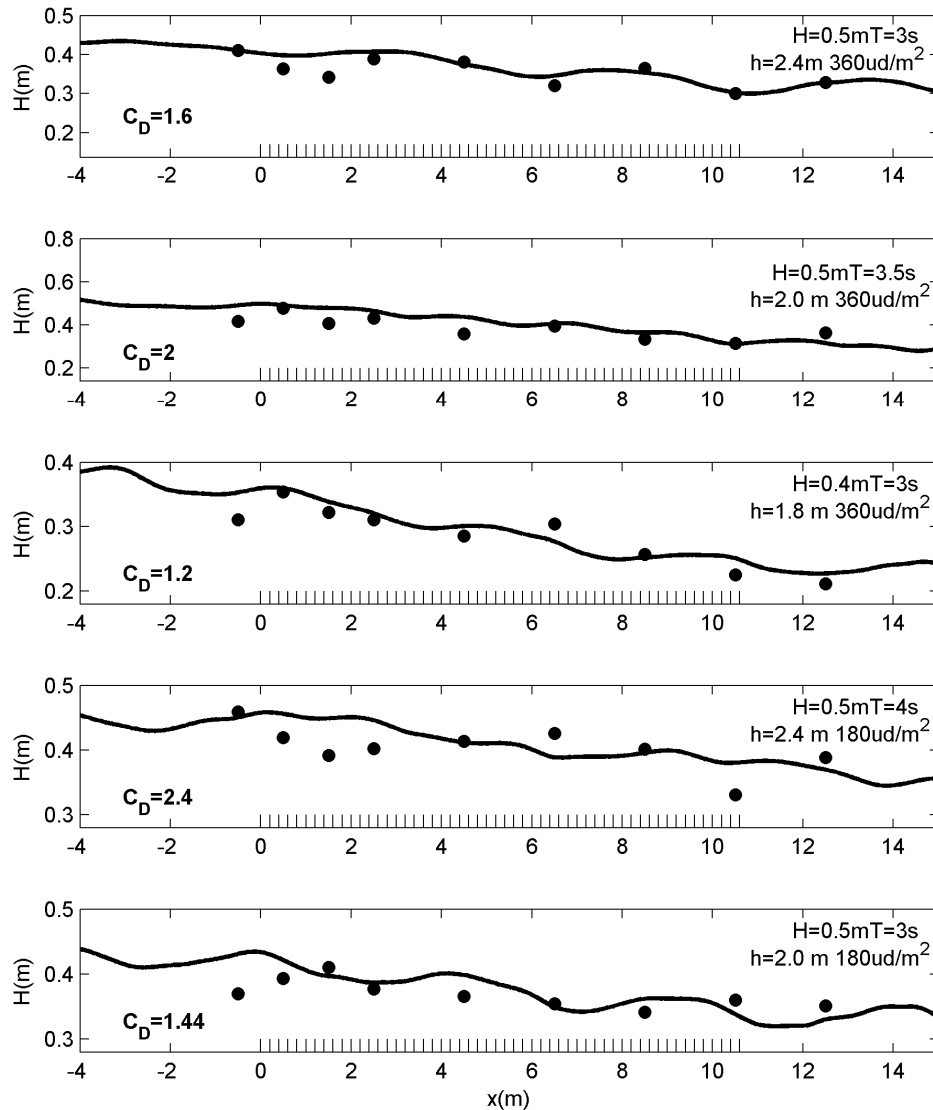 0.5
0.4
0.3
0.2
H(m)
H=0.5mT=3s
h=2.4m 360ud/m²
C_D=1.6
-4 −2 0 2 4 6 8 10 12 14
0.8
0.6
0.4
0.2
H(m)
H=0.5mT=3.5s
h=2.0 m 360ud/m²
C_D=2
-4 −2 0 2 4 6 8 10 12 14
0.4
0.3
0.2
H(m)
H=0.4mT=3s
h=1.8 m 360ud/m²
C_D=1.2
-4 −2 0 2 4 6 8 10 12 14
0.5
0.4
0.3
H(m)
H=0.5mT=4s
h=2.4 m 180ud/m²
C_D=2.4
-4 −2 0 2 4 6 8 10 12 14
0.5
0.4
0.3
H(m)
H=0.5mT=3s
h=2.0 m 180ud/m²
C_D=1.44
-4 −2 0 2 4 6 8 10 12 14
x(m)